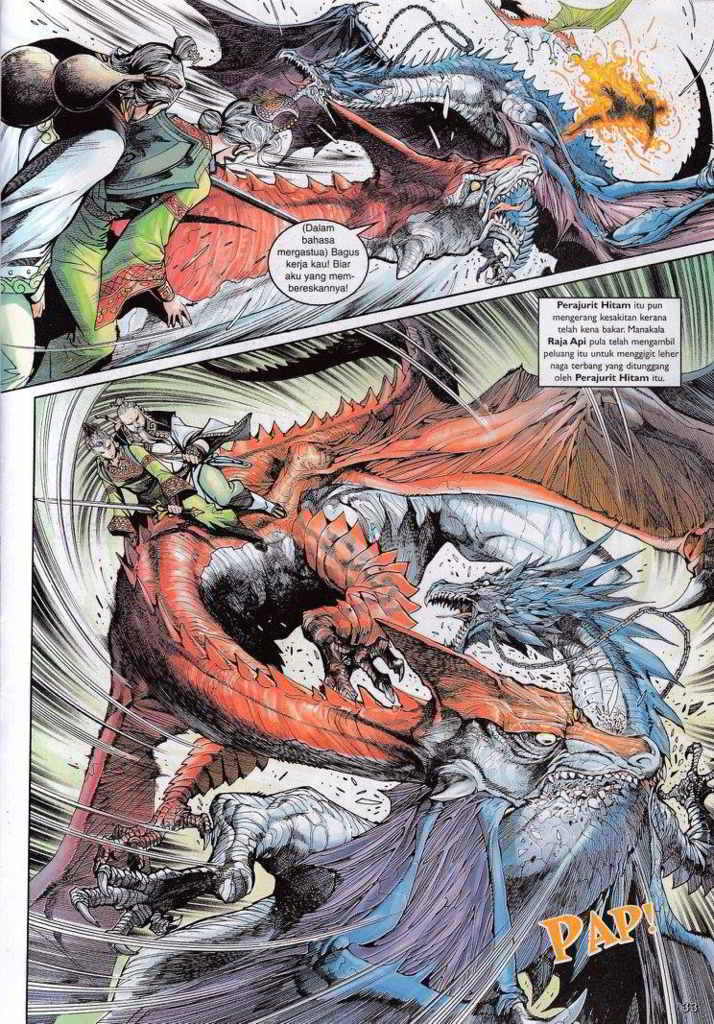 (Dalam
bahasa
mergastua) Bagus
kerja kau! Biar
aku yang mem-
bereskannya!
Perajurit Hitam itu pun
mengerang kesakitan kerana
telah kena bakar. Manakala
Raja Api pula telah mengambil
peluang itu untuk menggigit leher
naga terbang yang ditunggang
oleh Perajurit Hitam itu.
PAP!
33